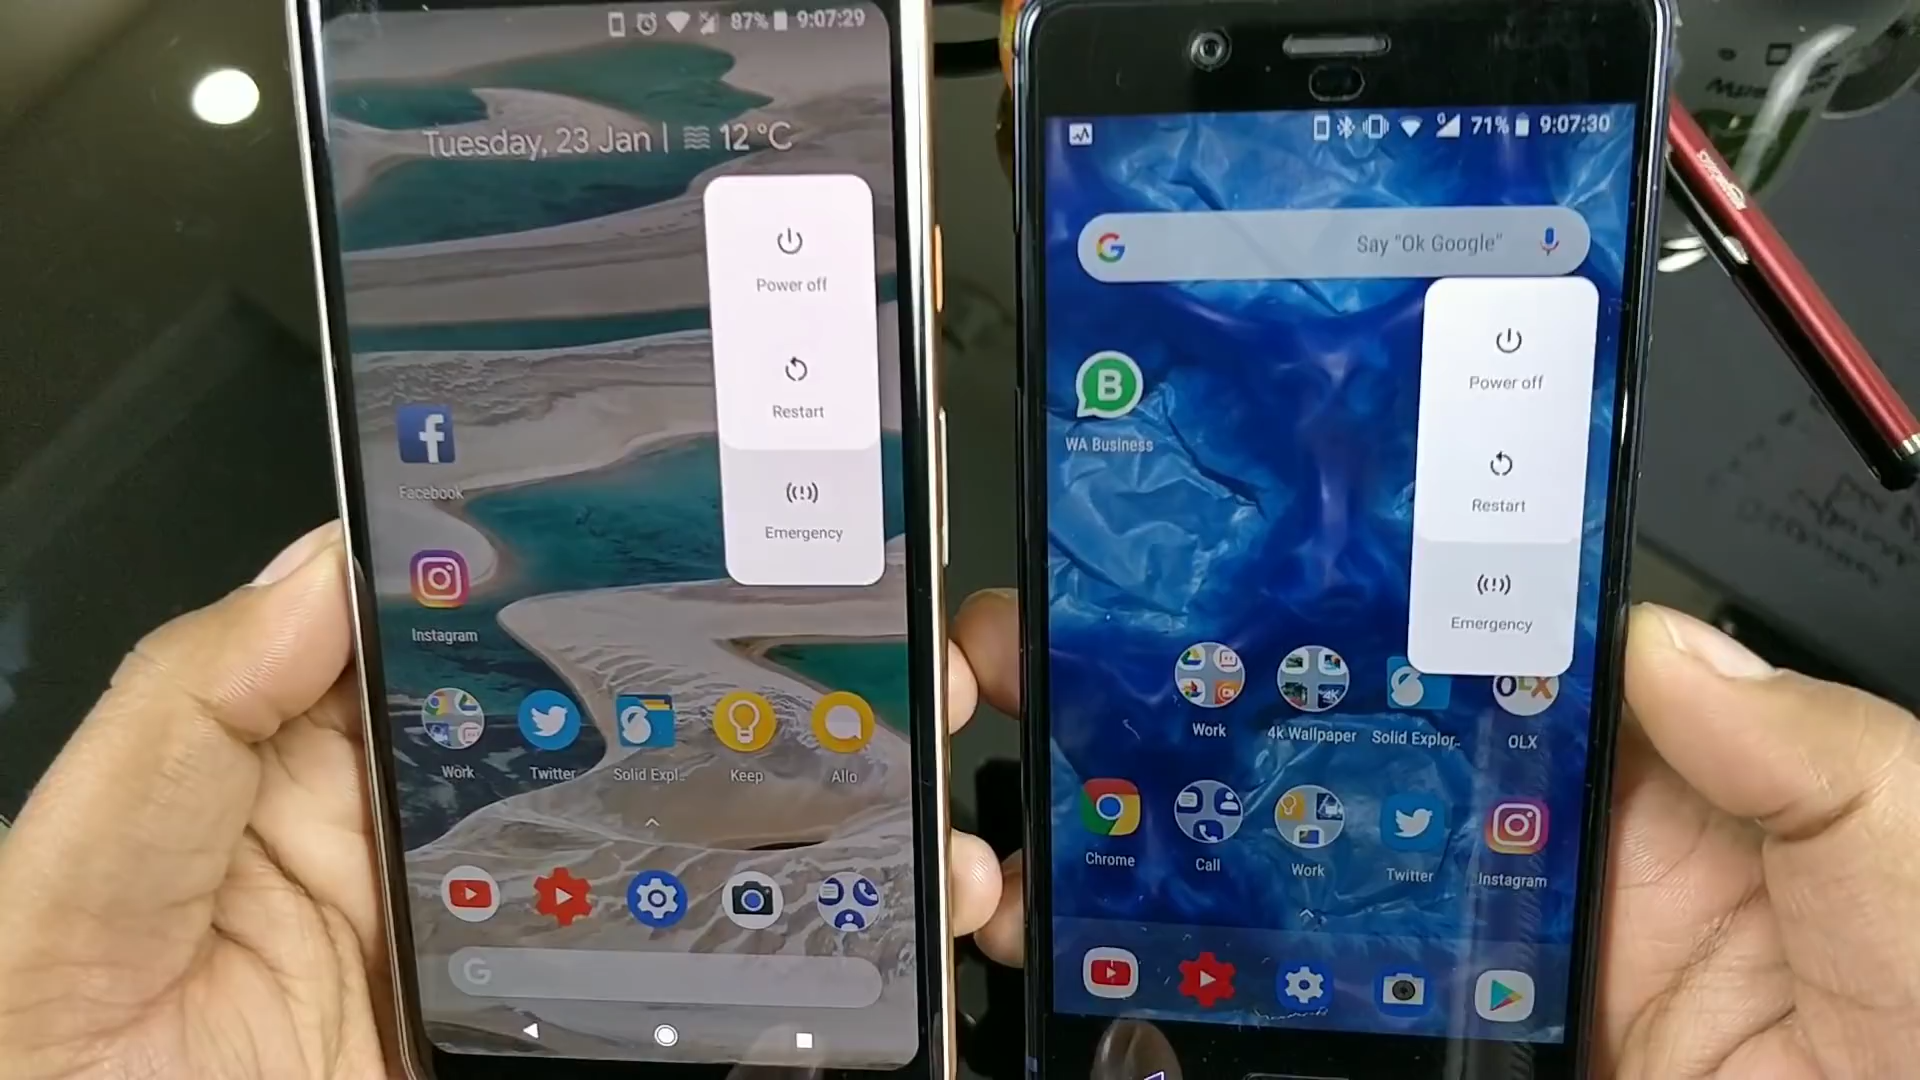 87% 9:07:29
Tuesday, 23 Jan | 12 °C
Power off
Restart
Emergency
Facebook
Instagram
Work
Twitter
Solid Expl..
Keep
Allo
G
71% 9:07:30
G Say "Ok Google"
Power off
Restart
Emergency
B
WA Business
Work
4k Wallpaper
Solid Explor..
OLX
OLX
Chrome
Call
Work
Twitter
Instagram